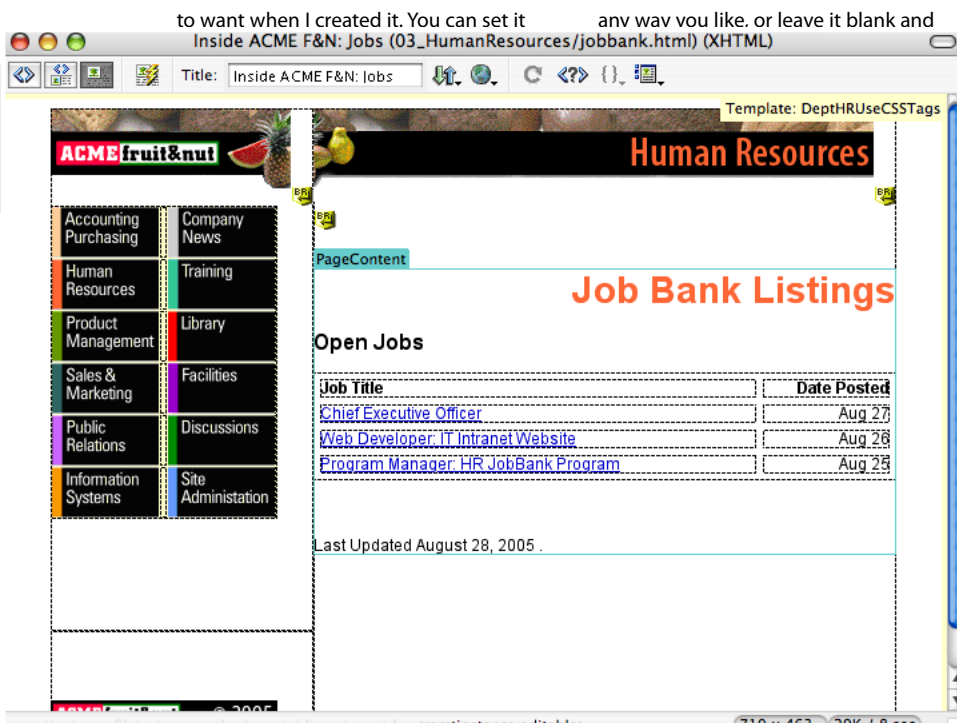 to want when I created it. You can set it any way you like, or leave it blank and
Inside ACME F&N: Jobs (03_HumanResources/jobbank.html) (XHTML)
Title: Inside ACME F&N: Jobs
Template: DeptHRUseCSSTags
ACME fruit&nut
Human Resources
BR
BR
BR
Accounting Purchasing
Company News
Human Resources
Training
Product Management
Library
Sales & Marketing
Facilities
Public Relations
Discussions
Information Systems
Site Administation
PageContent
Job Bank Listings
Open Jobs
Job Title Date Posted
Chief Executive Officer Aug 27
Web Developer: IT Intranet Website Aug 26
Program Manager: HR JobBank Program Aug 25
Last Updated August 28, 2005 .
© 2005